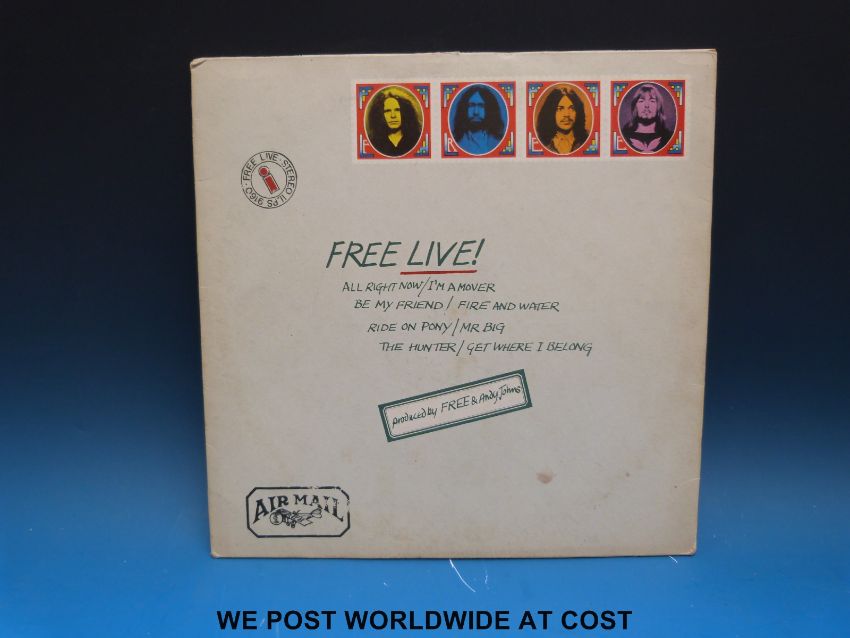 F R E E
FREE LIVE · STEREO ILPS 9160 ·
i
FREE LIVE!
ALL RIGHT NOW/I'M A MOVER
BE MY FRIEND/ FIRE AND WATER
RIDE ON PONY/MR BIG
THE HUNTER/GET WHERE I BELONG
produced by FREE & Andy Johns
AIR MAIL
WE POST WORLDWIDE AT COST